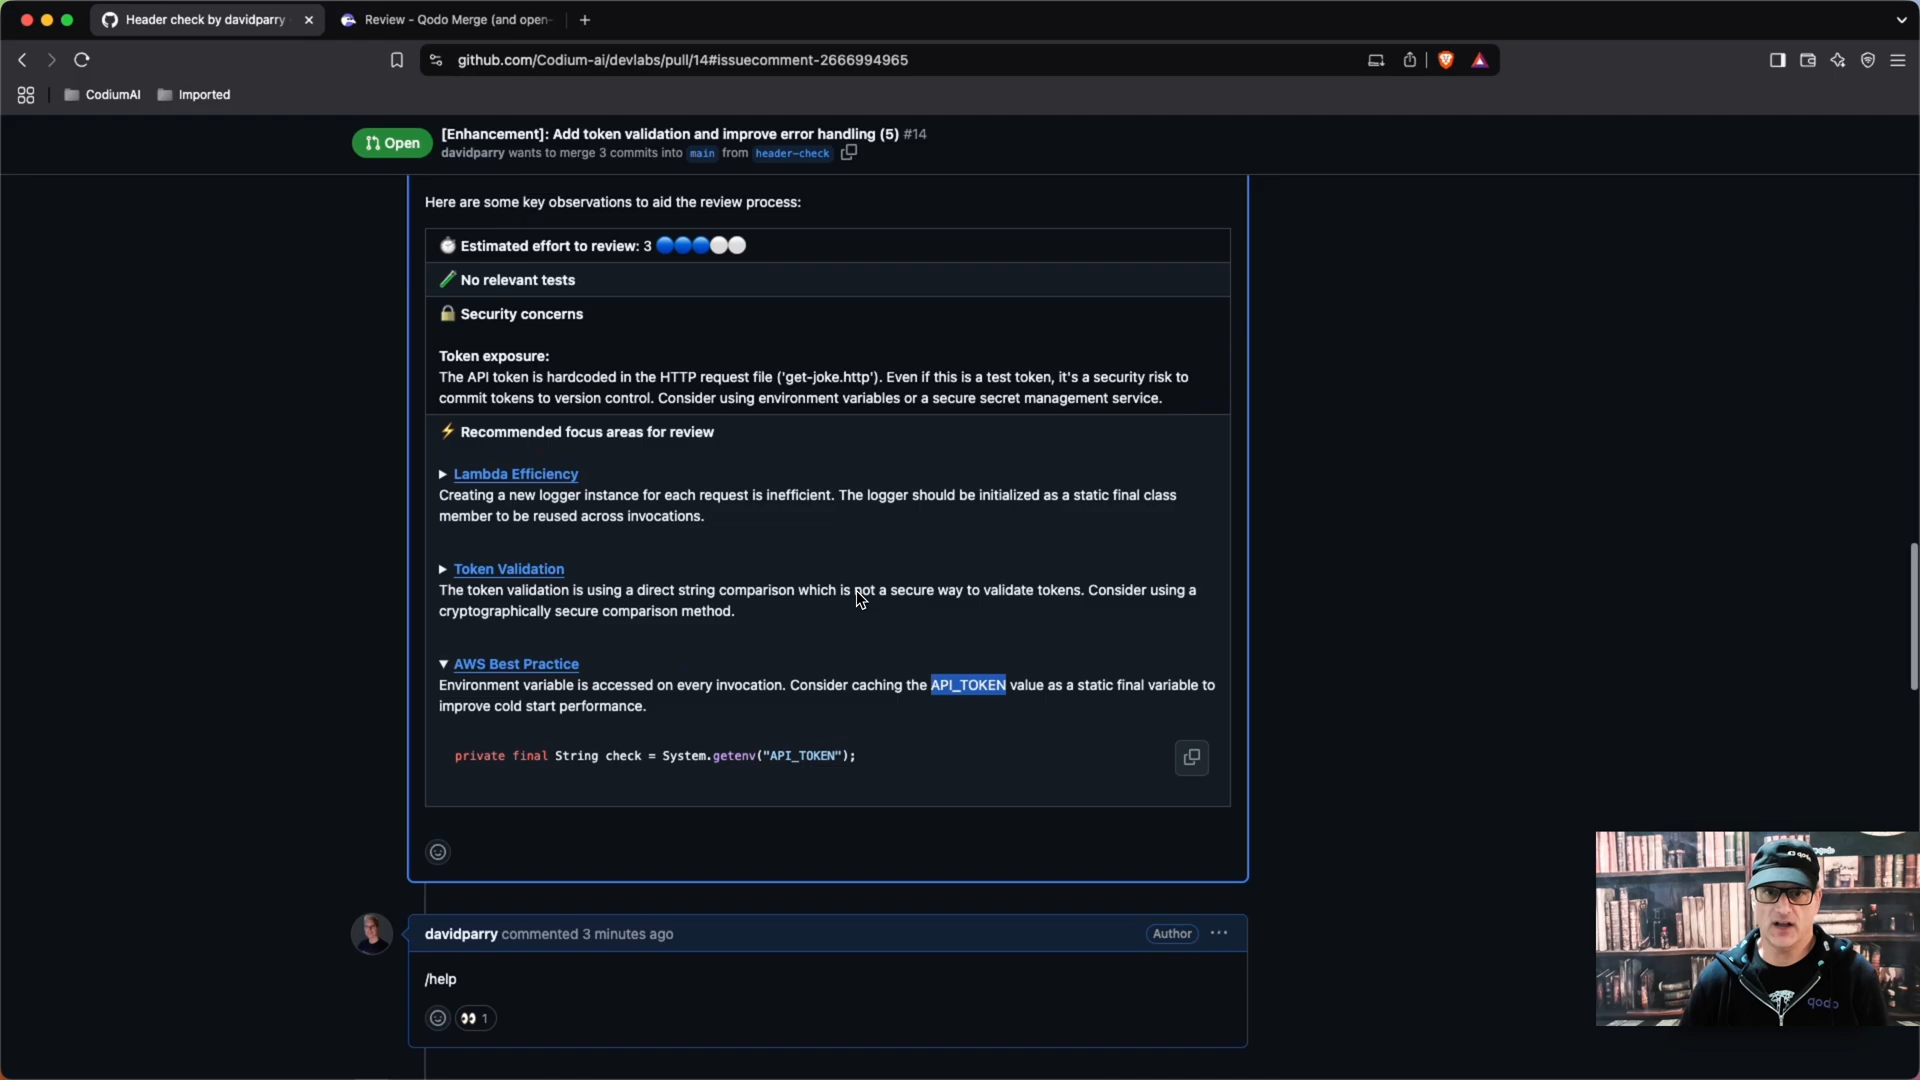 Header check by davidparry
Review - Qodo Merge (and open-
github.com/Codium-ai/devlabs/pull/14#issuecomment-2666994965
CodiumAI
Imported
Open
[Enhancement]: Add token validation and improve error handling (5) #14
davidparry wants to merge 3 commits into main from header-check
Here are some key observations to aid the review process:
Estimated effort to review: 3
No relevant tests
Security concerns
Token exposure:
The API token is hardcoded in the HTTP request file ('get-joke.http'). Even if this is a test token, it's a security risk to
commit tokens to version control. Consider using environment variables or a secure secret management service.
Recommended focus areas for review
Lambda Efficiency
Creating a new logger instance for each request is inefficient. The logger should be initialized as a static final class
member to be reused across invocations.
Token Validation
The token validation is using a direct string comparison which is not a secure way to validate tokens. Consider using a
cryptographically secure comparison method.
AWS Best Practice
Environment variable is accessed on every invocation. Consider caching the API_TOKEN value as a static final variable to
improve cold start performance.
private final String check = System.getenv("API_TOKEN");
davidparry commented 3 minutes ago
Author
/help
1
qodo
qodo